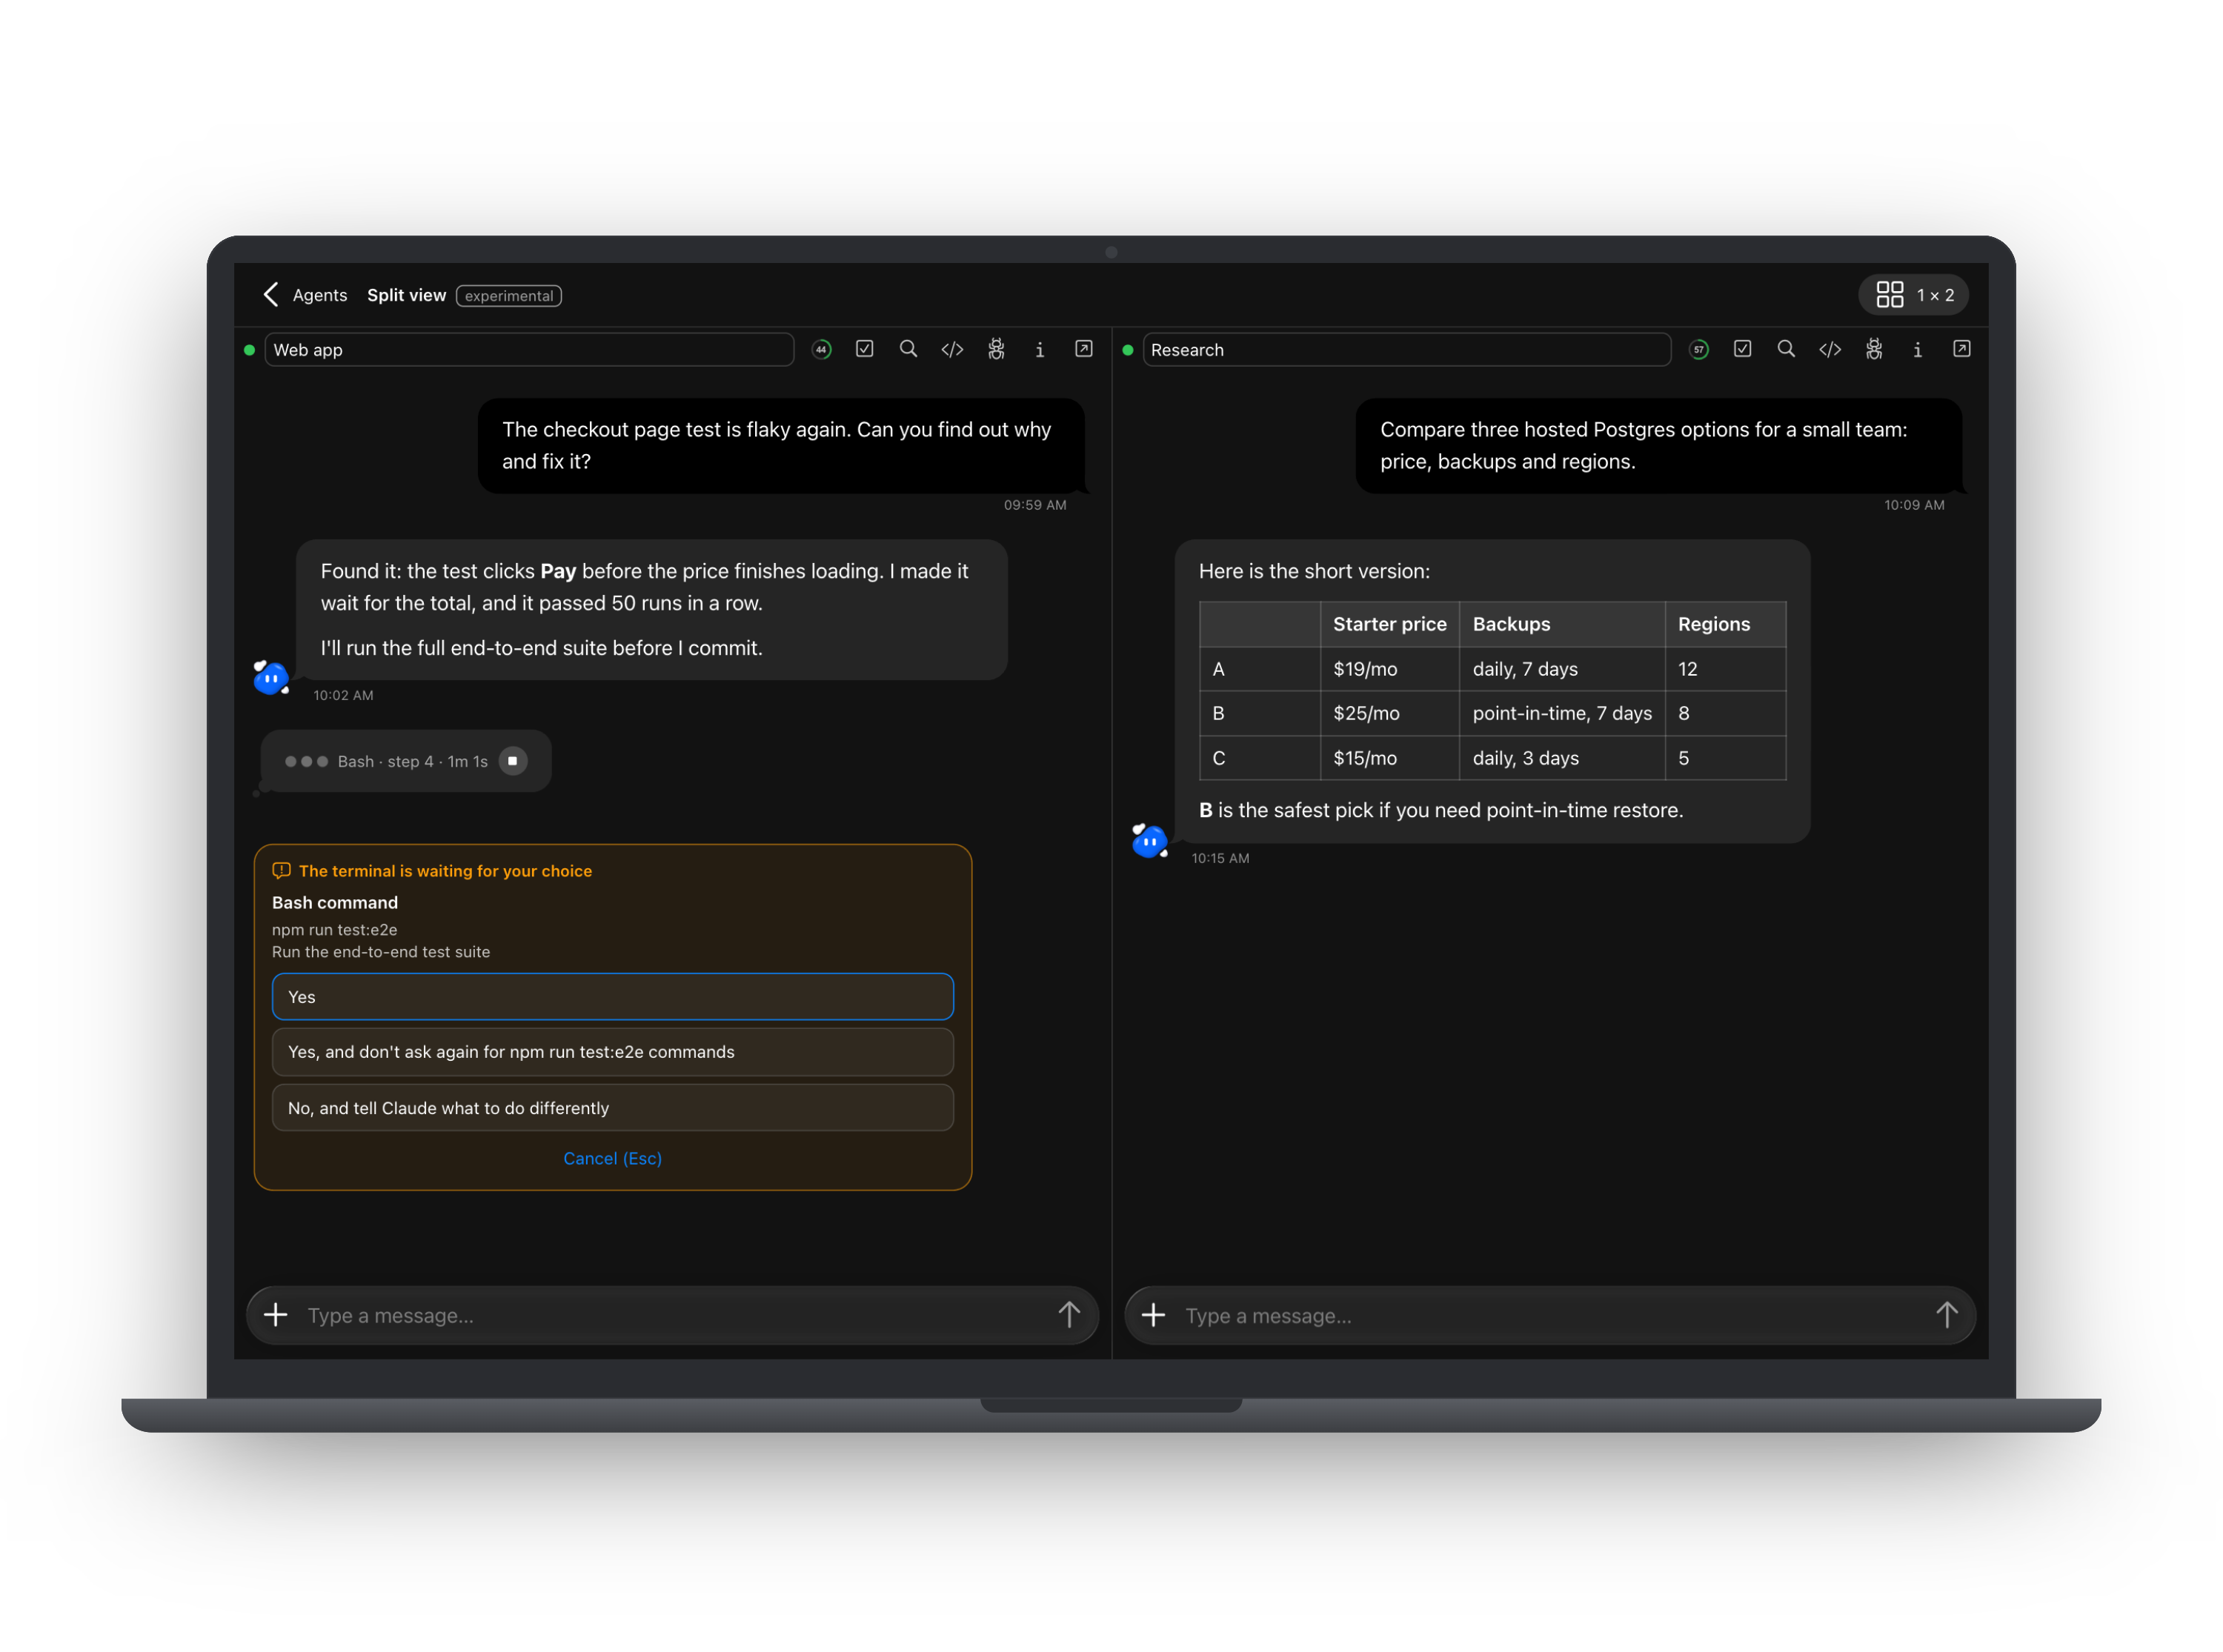 Agents Split view experimental
1 × 2
Web app
44
The checkout page test is flaky again. Can you find out why
and fix it?
09:59 AM
Found it: the test clicks Pay before the price finishes loading. I made it
wait for the total, and it passed 50 runs in a row.
I'll run the full end-to-end suite before I commit.
10:02 AM
Bash · step 4 · 1m 1s
The terminal is waiting for your choice
Bash command
npm run test:e2e
Run the end-to-end test suite
Yes
Yes, and don't ask again for npm run test:e2e commands
No, and tell Claude what to do differently
Cancel (Esc)
Type a message...
Research
57
Compare three hosted Postgres options for a small team:
price, backups and regions.
10:09 AM
Here is the short version:
Starter price Backups Regions
A $19/mo daily, 7 days 12
B $25/mo point-in-time, 7 days 8
C $15/mo daily, 3 days 5
B is the safest pick if you need point-in-time restore.
10:15 AM
Type a message...